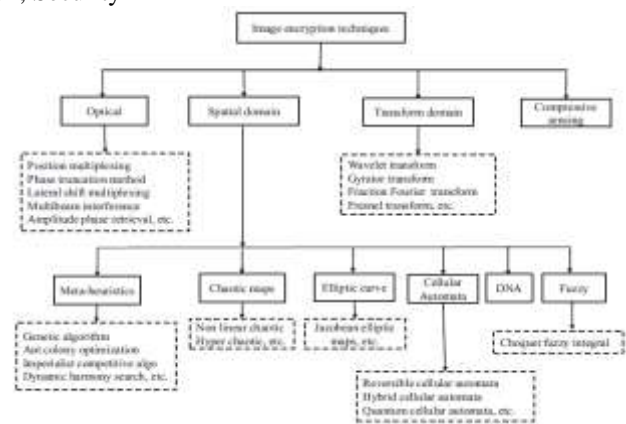 , Security
Image encryption techniques
Optical
Spatial domain
Transform domain
Compressive
sensing
Position multiplexing
Phase truncation method
Lateral shift multiplexing
Multibeam interference
Amplitude phase retrieval, etc.
Wavelet transform
Gyrator transform
Fraction Fourier transform
Fresnel transform, etc.
Meta-heuristics
Chaotic maps
Elliptic curve
Cellular
Automata
DNA
Fuzzy
Genetic algorithm
Ant colony optimization
Imperialist competitive algo
Dynamic harmony search, etc.
Non linear chaotic
Hyper chaotic, etc.
Jacobean elliptic
maps, etc.
Choquet fuzzy integral
Reversible cellular automata
Hybrid cellular automata
Quantum cellular automata, etc.